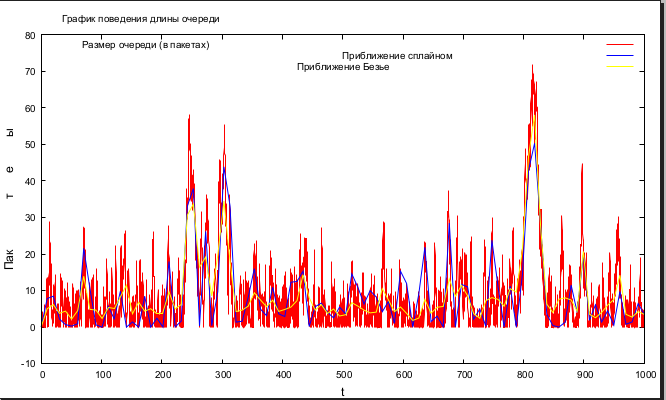 График поведения длины очереди
Размер очереди (в пакетах)
Приближение сплайном
Приближение Безье
80
70
60
50
40
30
20
10
0
-10
Пак т е ы
0 100 200 300 400 500 600 700 800 900 1000
t